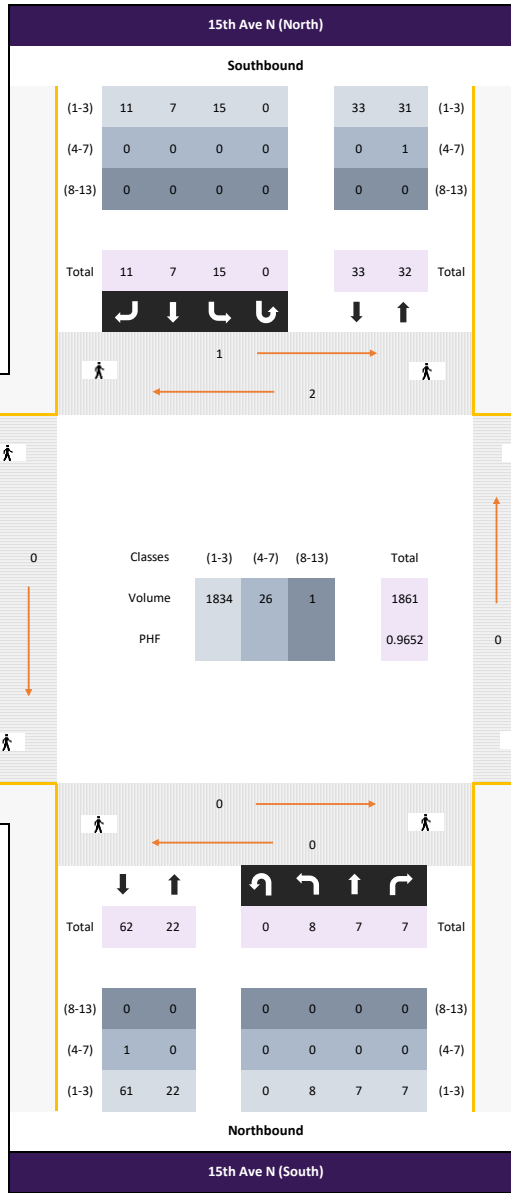 15th Ave N (North)
Southbound
(1-3) 11 7 15 0 33 31 (1-3)
(4-7) 0 0 0 0 0 1 (4-7)
(8-13) 0 0 0 0 0 0 (8-13)
Total 11 7 15 0 33 32 Total
1
2
0
Classes (1-3) (4-7) (8-13) Total
Volume 1834 26 1 1861
PHF 0.9652
0
0
0
Total 62 22 0 8 7 7 Total
(8-13) 0 0 0 0 0 0 (8-13)
(4-7) 1 0 0 0 0 0 (4-7)
(1-3) 61 22 0 8 7 7 (1-3)
Northbound
15th Ave N (South)